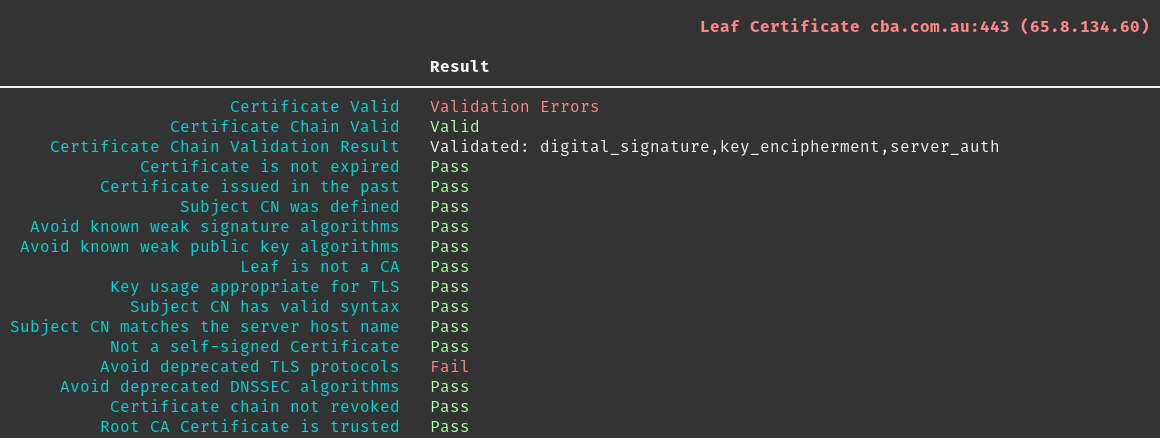 Leaf Certificate cba.com.au:443 (65.8.134.60)
Result
Certificate Valid Validation Errors
Certificate Chain Valid Valid
Certificate Chain Validation Result Validated: digital_signature,key_encipherment,server_auth
Certificate is not expired Pass
Certificate issued in the past Pass
Subject CN was defined Pass
Avoid known weak signature algorithms Pass
Avoid known weak public key algorithms Pass
Leaf is not a CA Pass
Key usage appropriate for TLS Pass
Subject CN has valid syntax Pass
Subject CN matches the server host name Pass
Not a self-signed Certificate Pass
Avoid deprecated TLS protocols Fail
Avoid deprecated DNSSEC algorithms Pass
Certificate chain not revoked Pass
Root CA Certificate is trusted Pass